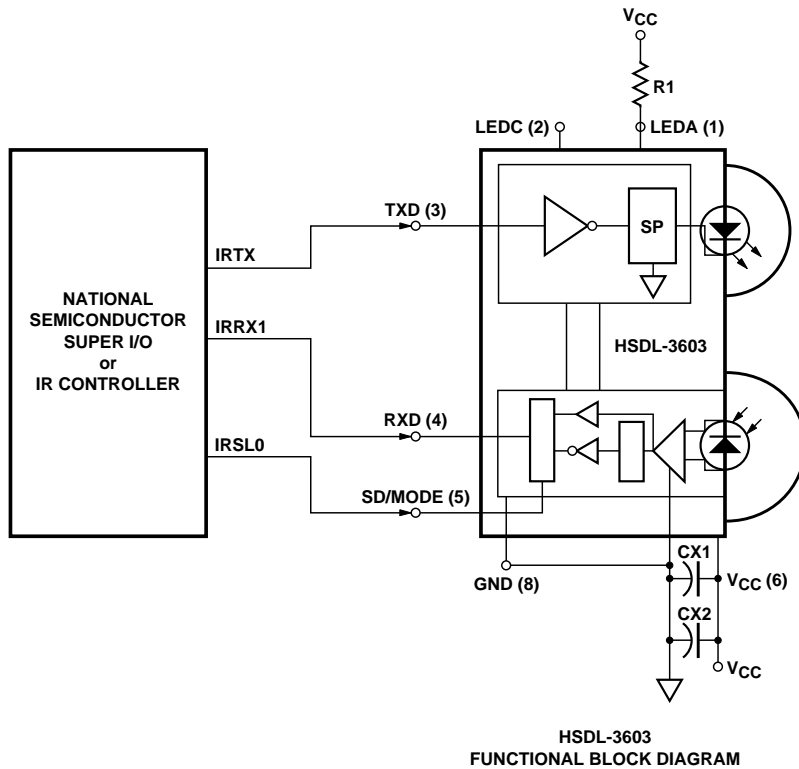 VCC
R1
LEDC (2)
LEDA (1)
TXD (3)
SP
IRTX
NATIONAL
SEMICONDUCTOR
SUPER I/O
or
IR CONTROLLER
IRRX1
HSDL-3603
RXD (4)
IRSL0
SD/MODE (5)
CX1
GND (8)
VCC (6)
CX2
VCC
HSDL-3603
FUNCTIONAL BLOCK DIAGRAM